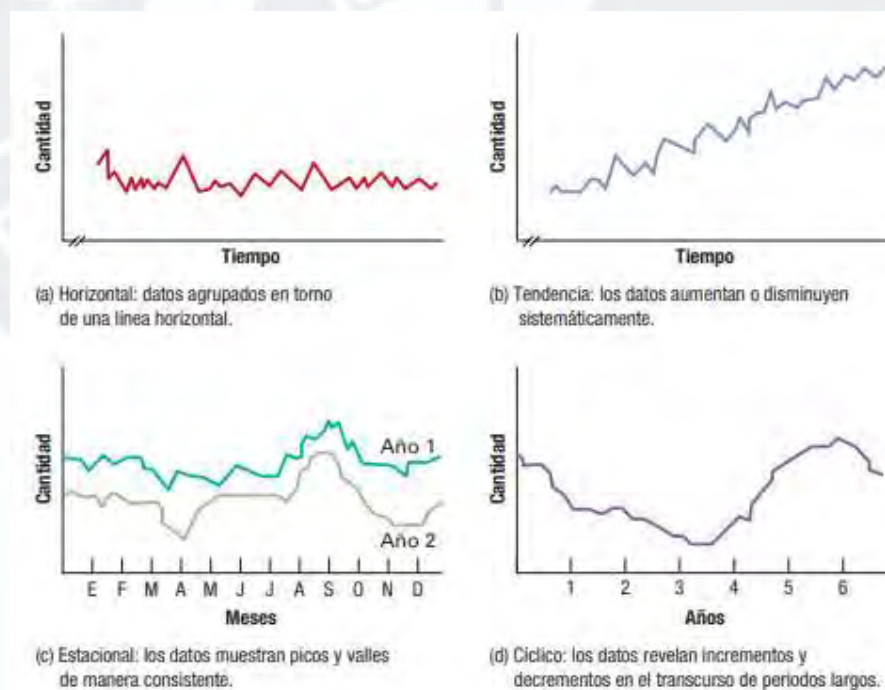 Cantidad
Tiempo
(a) Horizontal: datos agrupados en torno
de una línea horizontal.
Cantidad
Tiempo
(b) Tendencia: los datos aumentan o disminuyen
sistemáticamente.
Cantidad
Año 1
Año 2
E F M A M J J A S O N D
Meses
(c) Estacional: los datos muestran picos y valles
de manera consistente.
Cantidad
1 2 3 4 5 6
Años
(d) Cíclico: los datos revelan incrementos y
decrementos en el transcurso de periodos largos.